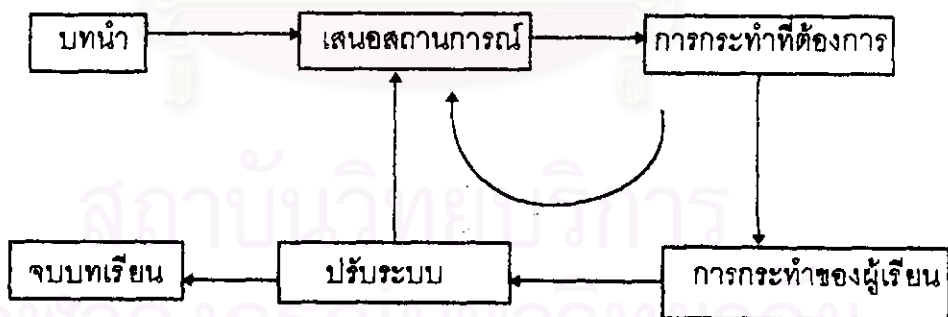 บทนำ
เสนอสถานการณ์
การกระทำที่ต้องการ
สถาบันวิทยบริการ
จบบทเรียน
ปรับระบบ
การกระทำของผู้เรียน